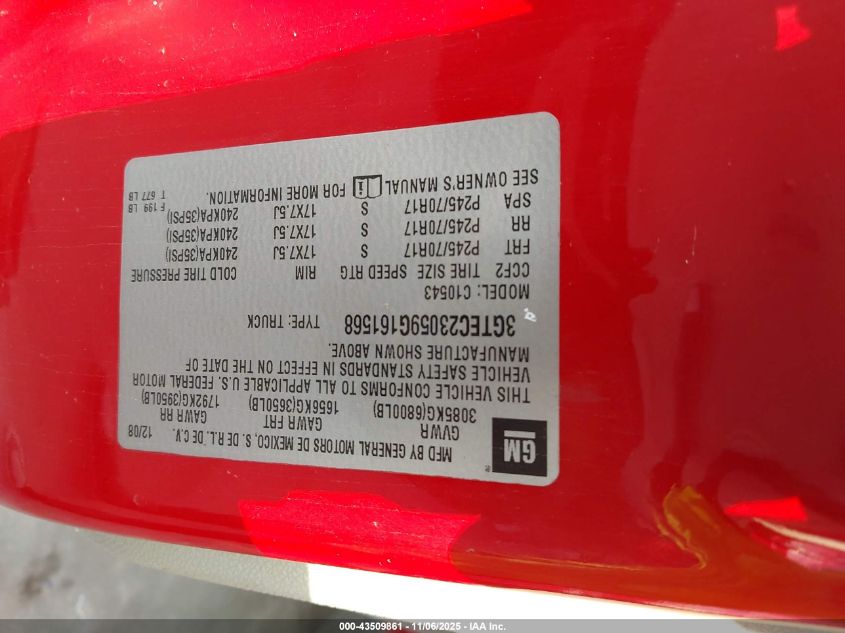 GM ®
MFD BY GENERAL MOTORS DE MEXICO, S. DE R.L. DE C.V. 12/08
GVWR GAWR FRT GAWR RR
3085KG(6800LB) 1656KG(3650LB) 1792KG(3950LB)
THIS VEHICLE CONFORMS TO ALL APPLICABLE U.S. FEDERAL MOTOR
VEHICLE SAFETY STANDARDS IN EFFECT ON THE DATE OF
MANUFACTURE SHOWN ABOVE.
3GTEC23059G161568 TYPE: TRUCK
MODEL: C10543
CCF2 TIRE SIZE SPEED RTG RIM COLD TIRE PRESSURE
FRT P245/70R17 S 17X7.5J 240KPA(35PSI)
RR P245/70R17 S 17X7.5J 240KPA(35PSI)
SPA P245/70R17 S 17X7.5J 240KPA(35PSI)
SEE OWNER'S MANUAL i FOR MORE INFORMATION.
F 199 LB
T 677 LB
000-43509861 - 11/06/2025 - IAA Inc.